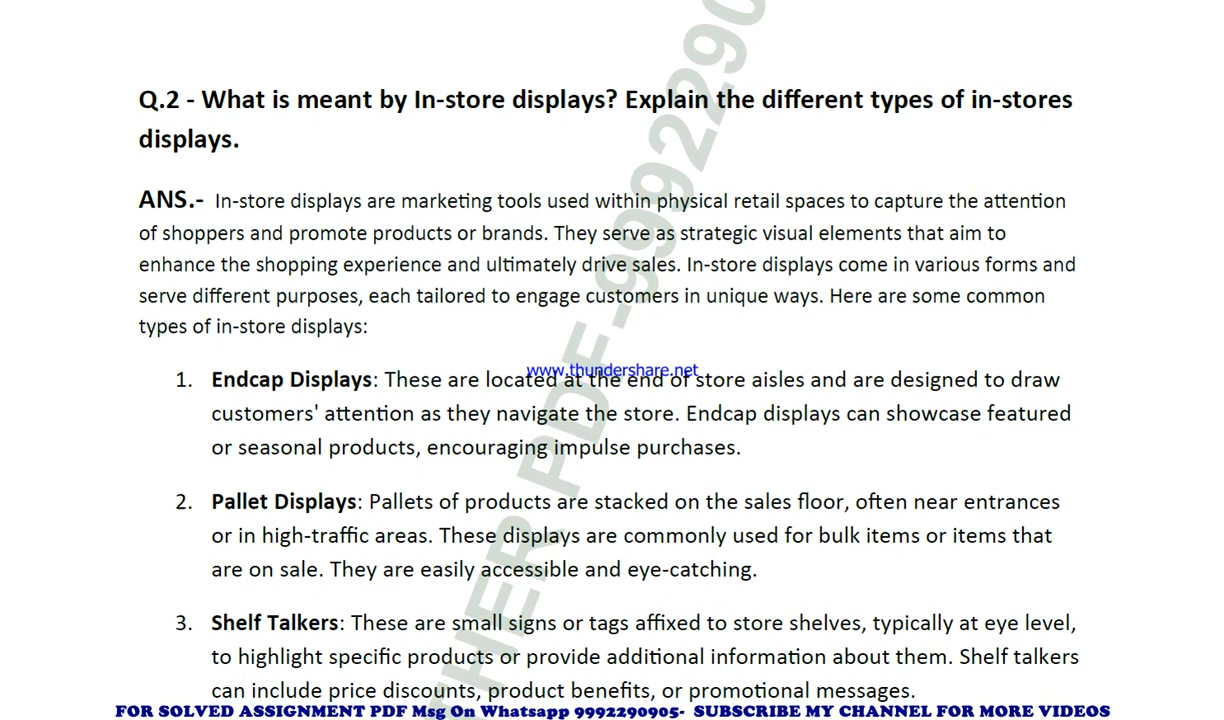 Q.2 - What is meant by In-store displays? Explain the different types of in-stores
displays.
ANS.- In-store displays are marketing tools used within physical retail spaces to capture the attention
of shoppers and promote products or brands. They serve as strategic visual elements that aim to
enhance the shopping experience and ultimately drive sales. In-store displays come in various forms and
serve different purposes, each tailored to engage customers in unique ways. Here are some common
types of in-store displays:
www.thundershare.net
1. Endcap Displays: These are located at the end of store aisles and are designed to draw
customers' attention as they navigate the store. Endcap displays can showcase featured
or seasonal products, encouraging impulse purchases.
2. Pallet Displays: Pallets of products are stacked on the sales floor, often near entrances
or in high-traffic areas. These displays are commonly used for bulk items or items that
are on sale. They are easily accessible and eye-catching.
3. Shelf Talkers: These are small signs or tags affixed to store shelves, typically at eye level,
to highlight specific products or provide additional information about them. Shelf talkers
can include price discounts, product benefits, or promotional messages.
FOR SOLVED ASSIGNMENT PDF Msg On Whatsapp 9992290905- SUBSCRIBE MY CHANNEL FOR MORE VIDEOS